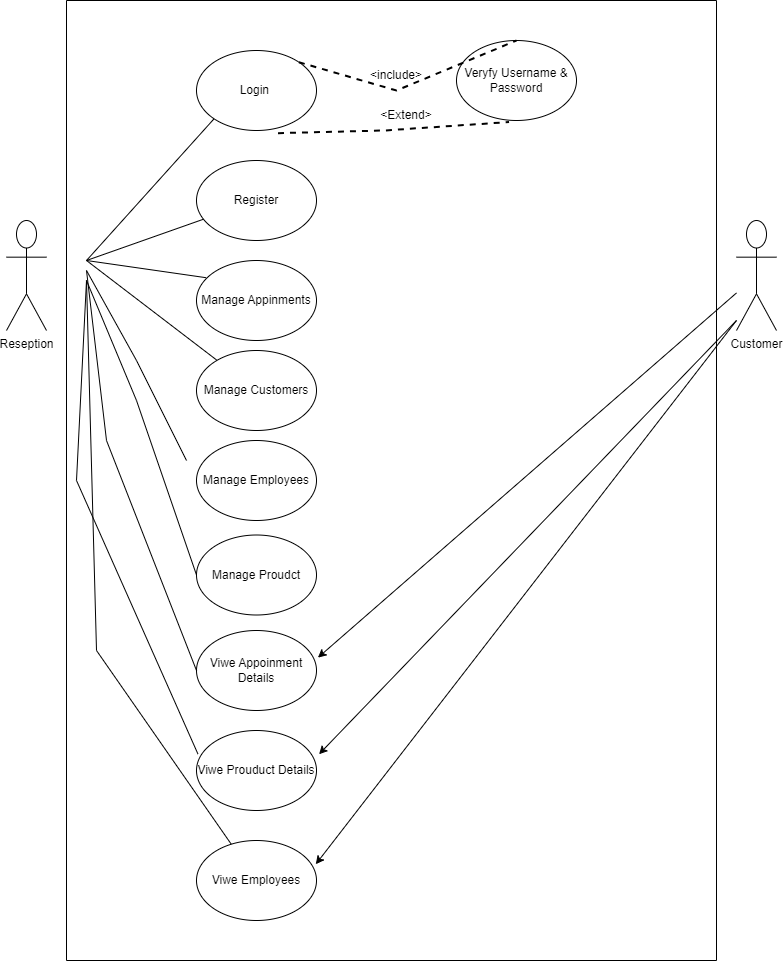 Login
<include>
Veryfy Username &
Password
<Extend>
Register
Manage Appinments
Reseption
Customer
Manage Customers
Manage Employees
Manage Proudct
Viwe Appoinment
Details
Viwe Prouduct Details
Viwe Employees